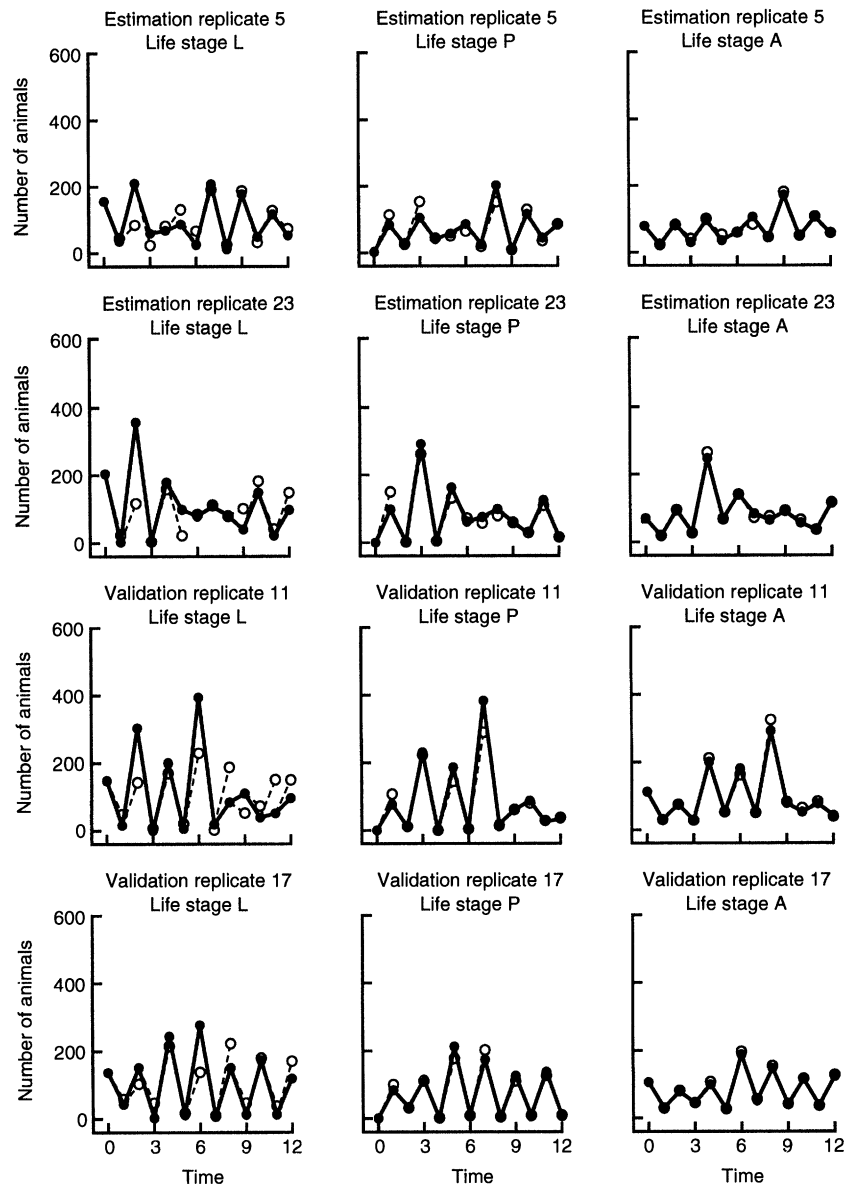 Estimation replicate 5
Life stage L
Estimation replicate 5
Life stage P
Estimation replicate 5
Life stage A
Number of animals
600
400
200
0
Estimation replicate 23
Life stage L
Estimation replicate 23
Life stage P
Estimation replicate 23
Life stage A
Number of animals
600
400
200
0
Validation replicate 11
Life stage L
Validation replicate 11
Life stage P
Validation replicate 11
Life stage A
Number of animals
600
400
200
0
Validation replicate 17
Life stage L
Validation replicate 17
Life stage P
Validation replicate 17
Life stage A
Number of animals
600
400
200
0
0 3 6 9 12
0 3 6 9 12
0 3 6 9 12
Time
Time
Time